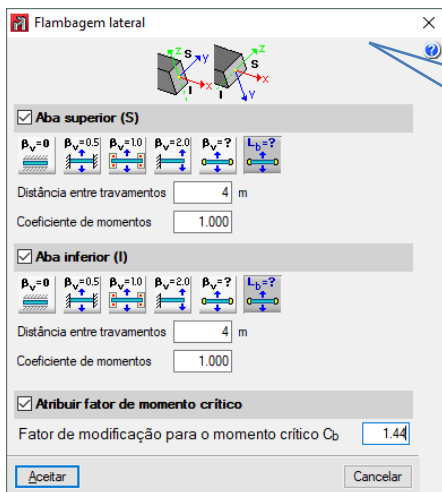 Flambagem lateral
z S y x I
z S x I y
Aba superior (S)
βv=0 βv=0.5 βv=1.0 βv=2.0 βv=? Lb=?
Distância entre travamentos 4 m
Coeficiente de momentos 1.000
Aba inferior (I)
βv=0 βv=0.5 βv=1.0 βv=2.0 βv=? Lb=?
Distância entre travamentos 4 m
Coeficiente de momentos 1.000
Atribuir fator de momento crítico
Fator de modificação para o momento crítico Cb 1.44
Aceitar Cancelar